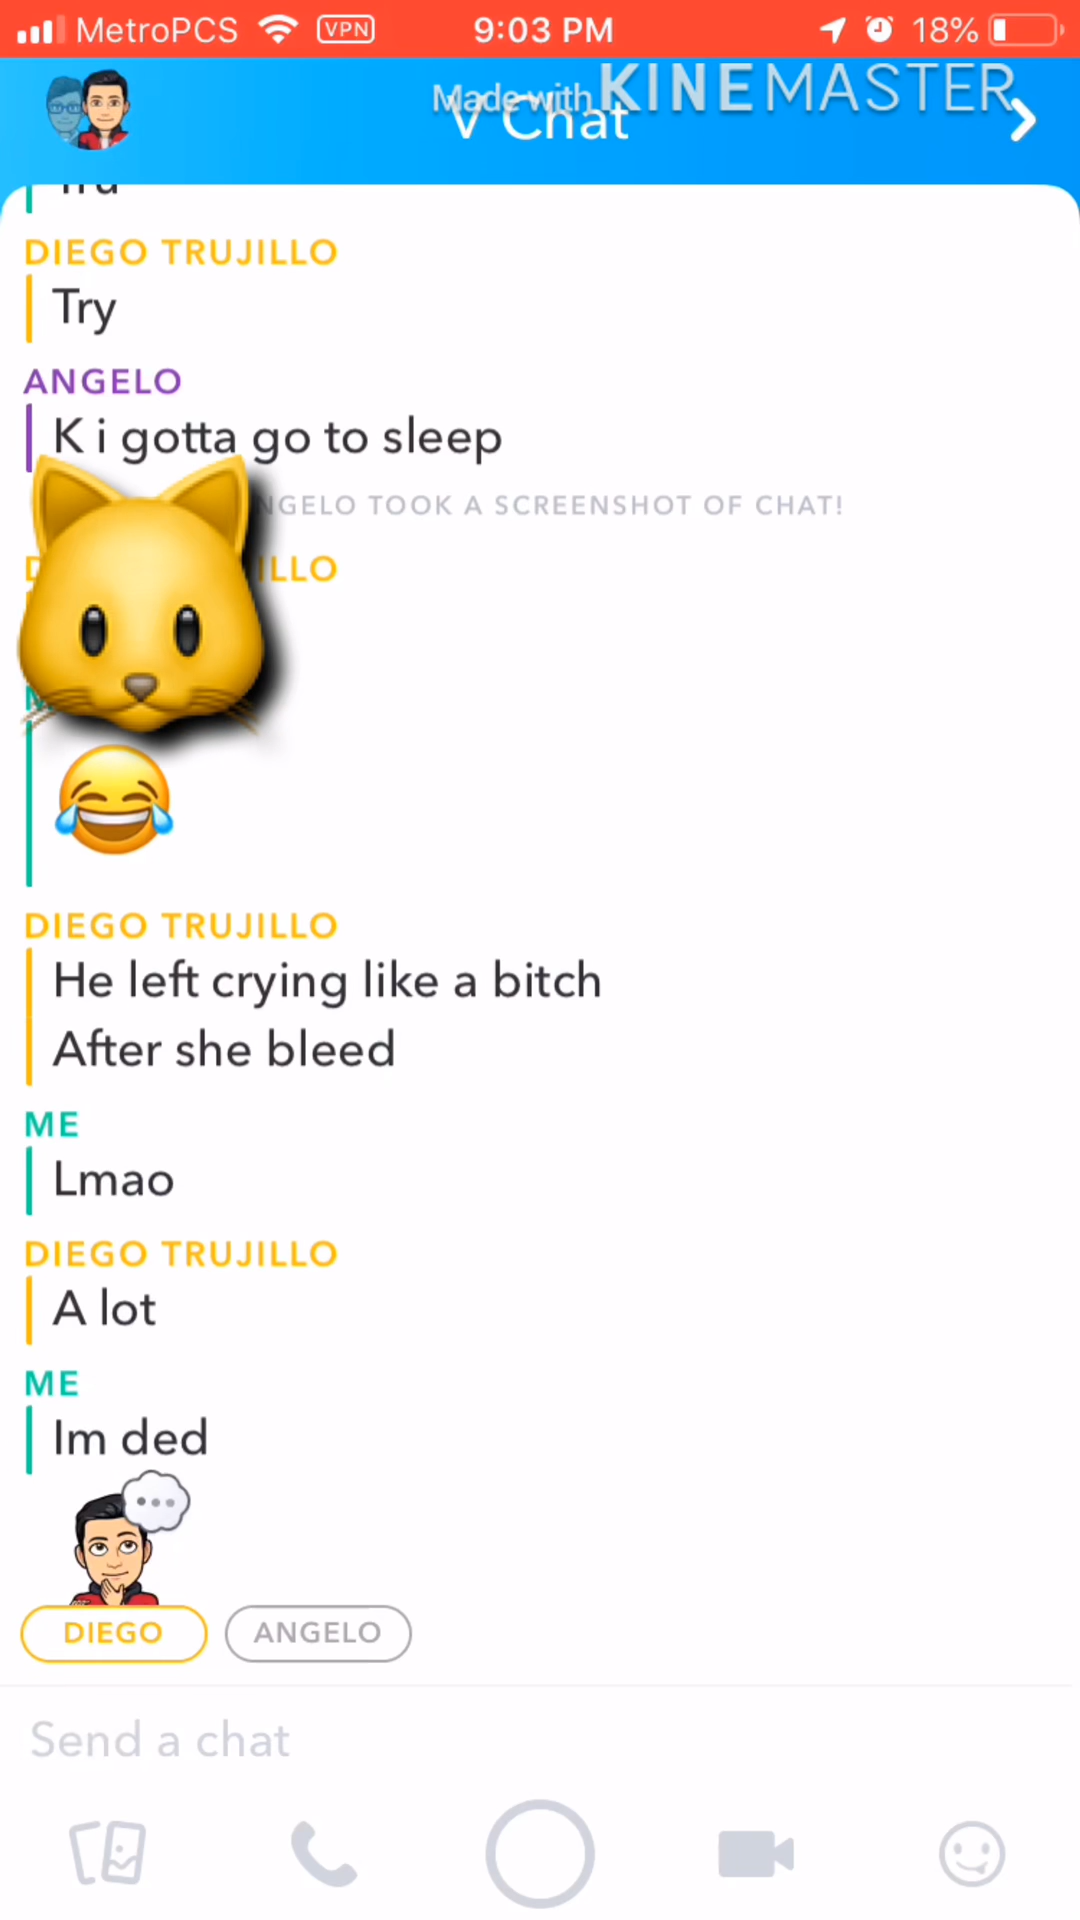 MetroPCS VPN 9:03 PM 18%
Made with KINEMASTER
V Chat
DIEGO TRUJILLO
Try
ANGELO
K i gotta go to sleep
TOOK A SCREENSHOT OF CHAT!
DIEGO TRUJILLO
He left crying like a bitch
After she bleed
ME
Lmao
DIEGO TRUJILLO
A lot
ME
Im ded
DIEGO ANGELO
Send a chat